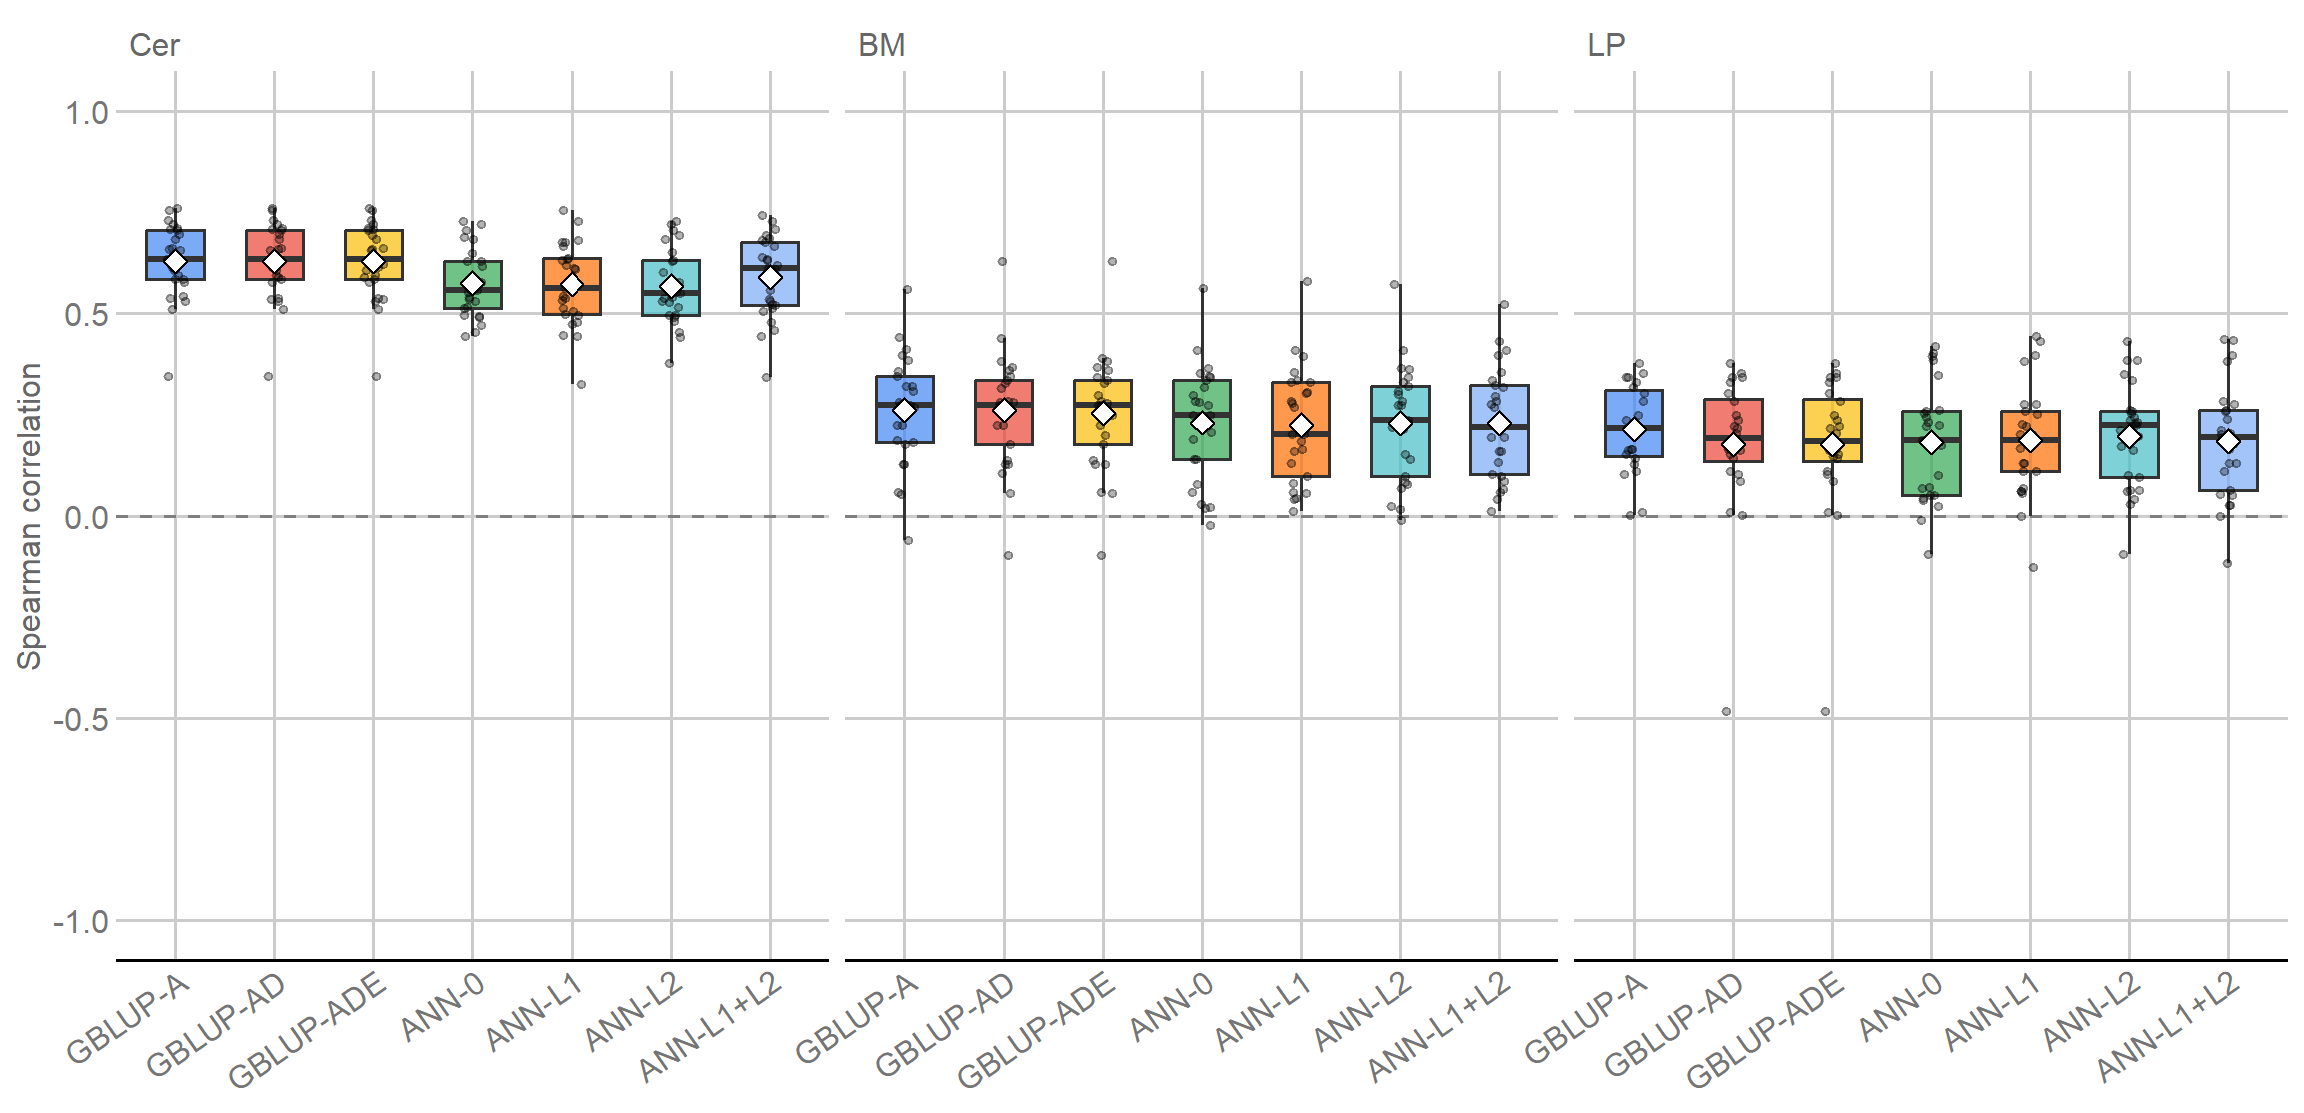 Cer
BM
LP
Spearman correlation
1.0
0.5
0.0
-0.5
-1.0
GBLUP-A
GBLUP-AD
GBLUP-ADE
ANN-0
ANN-L1
ANN-L2
ANN-L1+L2
GBLUP-A
GBLUP-AD
GBLUP-ADE
ANN-0
ANN-L1
ANN-L2
ANN-L1+L2
GBLUP-A
GBLUP-AD
GBLUP-ADE
ANN-0
ANN-L1
ANN-L2
ANN-L1+L2